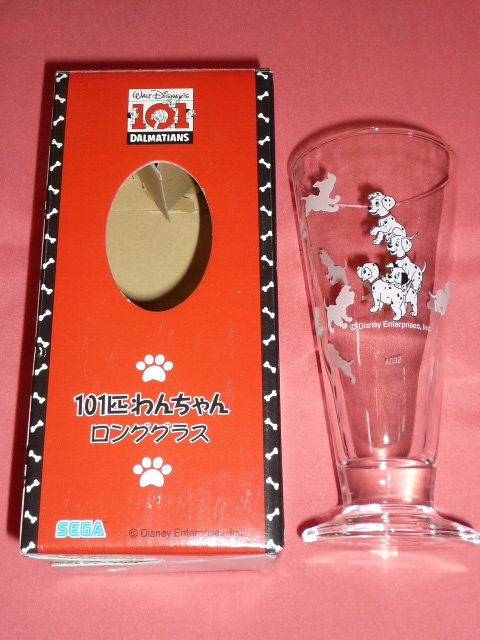 WALT DISNEY'S
101
DALMATIANS
101匹わんちゃん
ロンググラス
SEGA
© Disney Enterprises, Inc.
© Disney Enterprises, Inc.